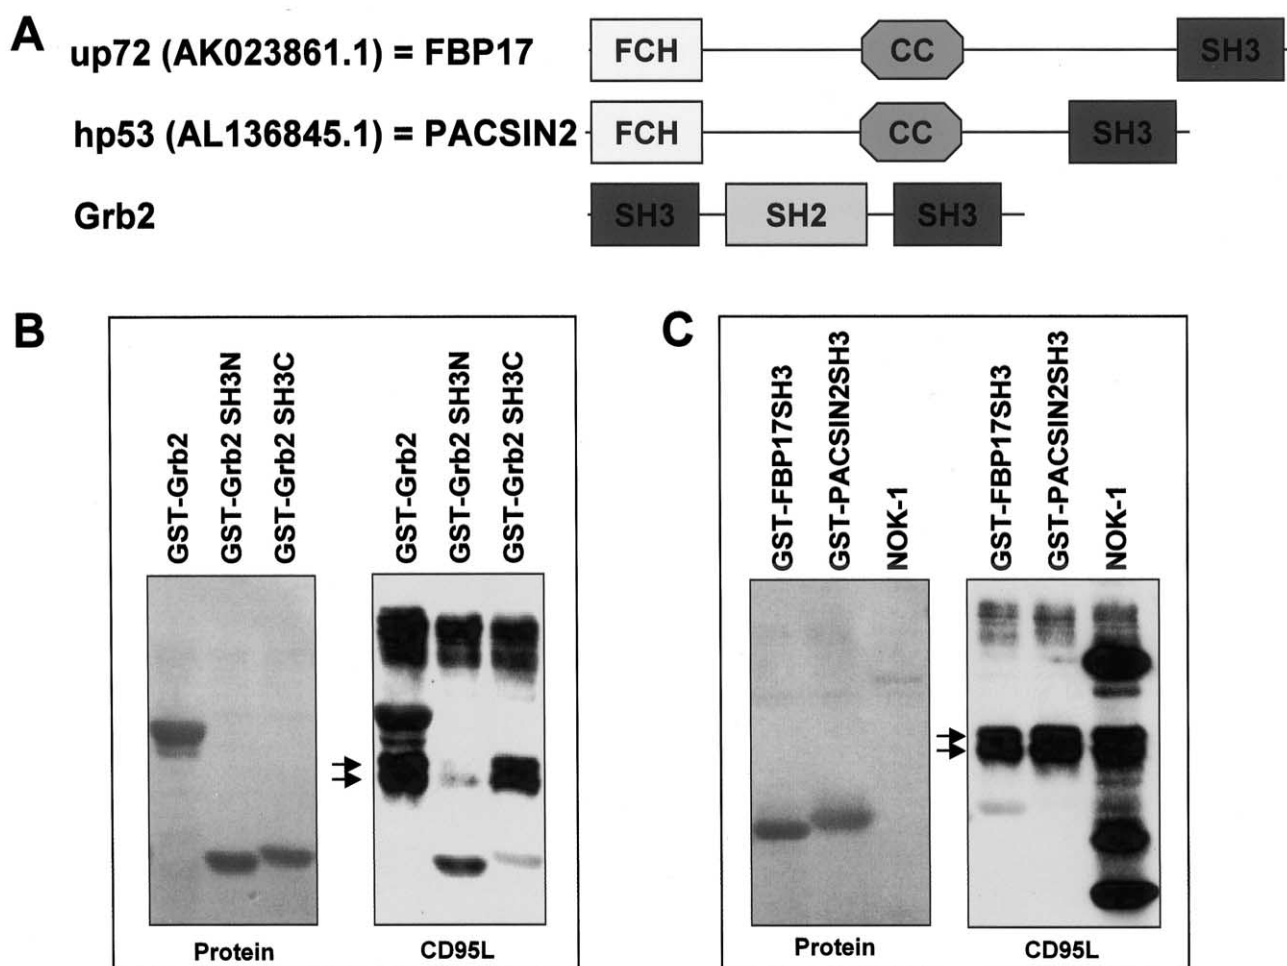 A
up72 (AK023861.1) = FBP17
FCH CC SH3
hp53 (AL136845.1) = PACSIN2
FCH CC SH3
Grb2
SH3 SH2 SH3
B
GST-Grb2
GST-Grb2 SH3N
GST-Grb2 SH3C
GST-Grb2
GST-Grb2 SH3N
GST-Grb2 SH3C
Protein
CD95L
C
GST-FBP17SH3
GST-PACSIN2SH3
NOK-1
GST-FBP17SH3
GST-PACSIN2SH3
NOK-1
Protein
CD95L